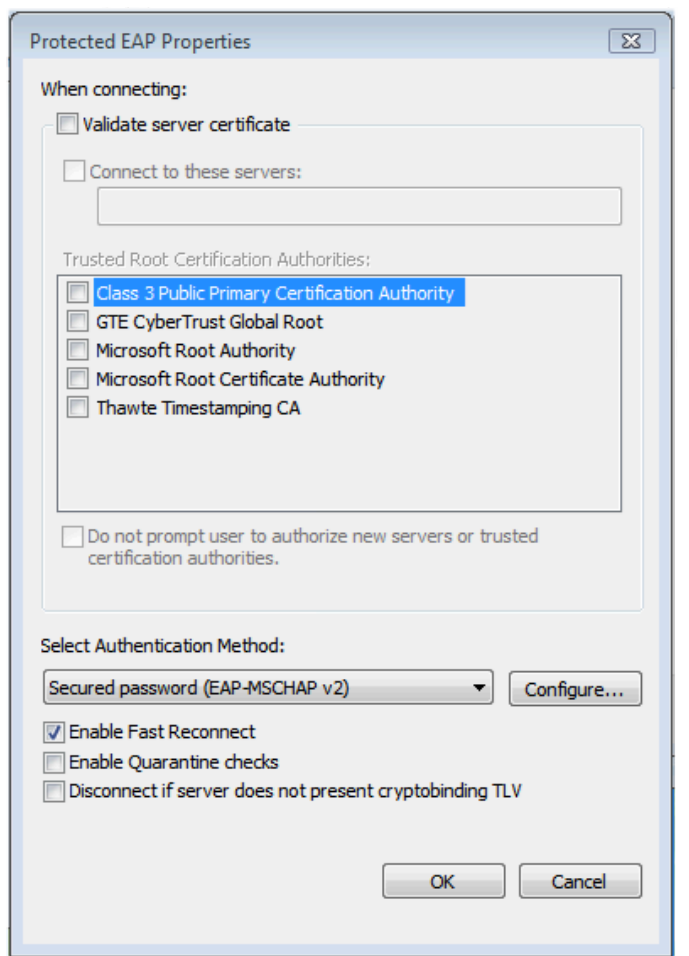 Protected EAP Properties
When connecting:
Validate server certificate
Connect to these servers:
Trusted Root Certification Authorities:
Class 3 Public Primary Certification Authority
GTE CyberTrust Global Root
Microsoft Root Authority
Microsoft Root Certificate Authority
Thawte Timestamping CA
Do not prompt user to authorize new servers or trusted
certification authorities.
Select Authentication Method:
Secured password (EAP-MSCHAP v2)
Configure...
Enable Fast Reconnect
Enable Quarantine checks
Disconnect if server does not present cryptobinding TLV
OK
Cancel